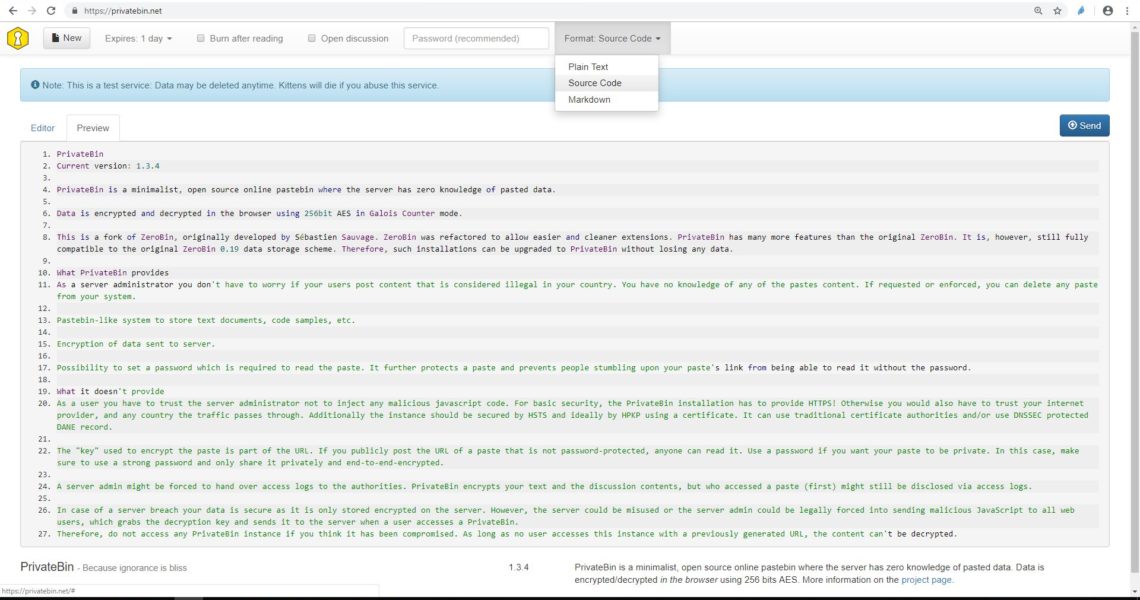 https://privatebin.net
New
Expires: 1 day
Burn after reading
Open discussion
Password (recommended)
Format: Source Code
Plain Text
Source Code
Markdown
Note: This is a test service: Data may be deleted anytime. Kittens will die if you abuse this service.
Editor
Preview
Send
1. PrivateBin
2. Current version: 1.3.4
3.
4. PrivateBin is a minimalist, open source online pastebin where the server has zero knowledge of pasted data.
5.
6. Data is encrypted and decrypted in the browser using 256bit AES in Galois Counter mode.
7.
8. This is a fork of ZeroBin, originally developed by Sébastien Sauvage. ZeroBin was refactored to allow easier and cleaner extensions. PrivateBin has many more features than the original ZeroBin. It is, however, still fully
compatible to the original ZeroBin 0.19 data storage scheme. Therefore, such installations can be upgraded to PrivateBin without losing any data.
9.
10. What PrivateBin provides
11. As a server administrator you don't have to worry if your users post content that is considered illegal in your country. You have no knowledge of any of the pastes content. If requested or enforced, you can delete any paste
from your system.
12.
13. Pastebin-like system to store text documents, code samples, etc.
14.
15. Encryption of data sent to server.
16.
17. Possibility to set a password which is required to read the paste. It further protects a paste and prevents people stumbling upon your paste's link from being able to read it without the password.
18.
19. What it doesn't provide
20. As a user you have to trust the server administrator not to inject any malicious javascript code. For basic security, the PrivateBin installation has to provide HTTPS! Otherwise you would also have to trust your internet
provider, and any country the traffic passes through. Additionally the instance should be secured by HSTS and ideally by HPKP using a certificate. It can use traditional certificate authorities and/or use DNSSEC protected
DANE record.
21.
22. The "key" used to encrypt the paste is part of the URL. If you publicly post the URL of a paste that is not password-protected, anyone can read it. Use a password if you want your paste to be private. In this case, make
sure to use a strong password and only share it privately and end-to-end-encrypted.
23.
24. A server admin might be forced to hand over access logs to the authorities. PrivateBin encrypts your text and the discussion contents, but who accessed a paste (first) might still be disclosed via access logs.
25.
26. In case of a server breach your data is secure as it is only stored encrypted on the server. However, the server could be misused or the server admin could be legally forced into sending malicious JavaScript to all web
users, which grabs the decryption key and sends it to the server when a user accesses a PrivateBin.
27. Therefore, do not access any PrivateBin instance if you think it has been compromised. As long as no user accesses this instance with a previously generated URL, the content can't be decrypted.
PrivateBin - Because ignorance is bliss
1.3.4
PrivateBin is a minimalist, open source online pastebin where the server has zero knowledge of pasted data. Data is
encrypted/decrypted in the browser using 256 bits AES. More information on the project page.
https://privatebin.net/#